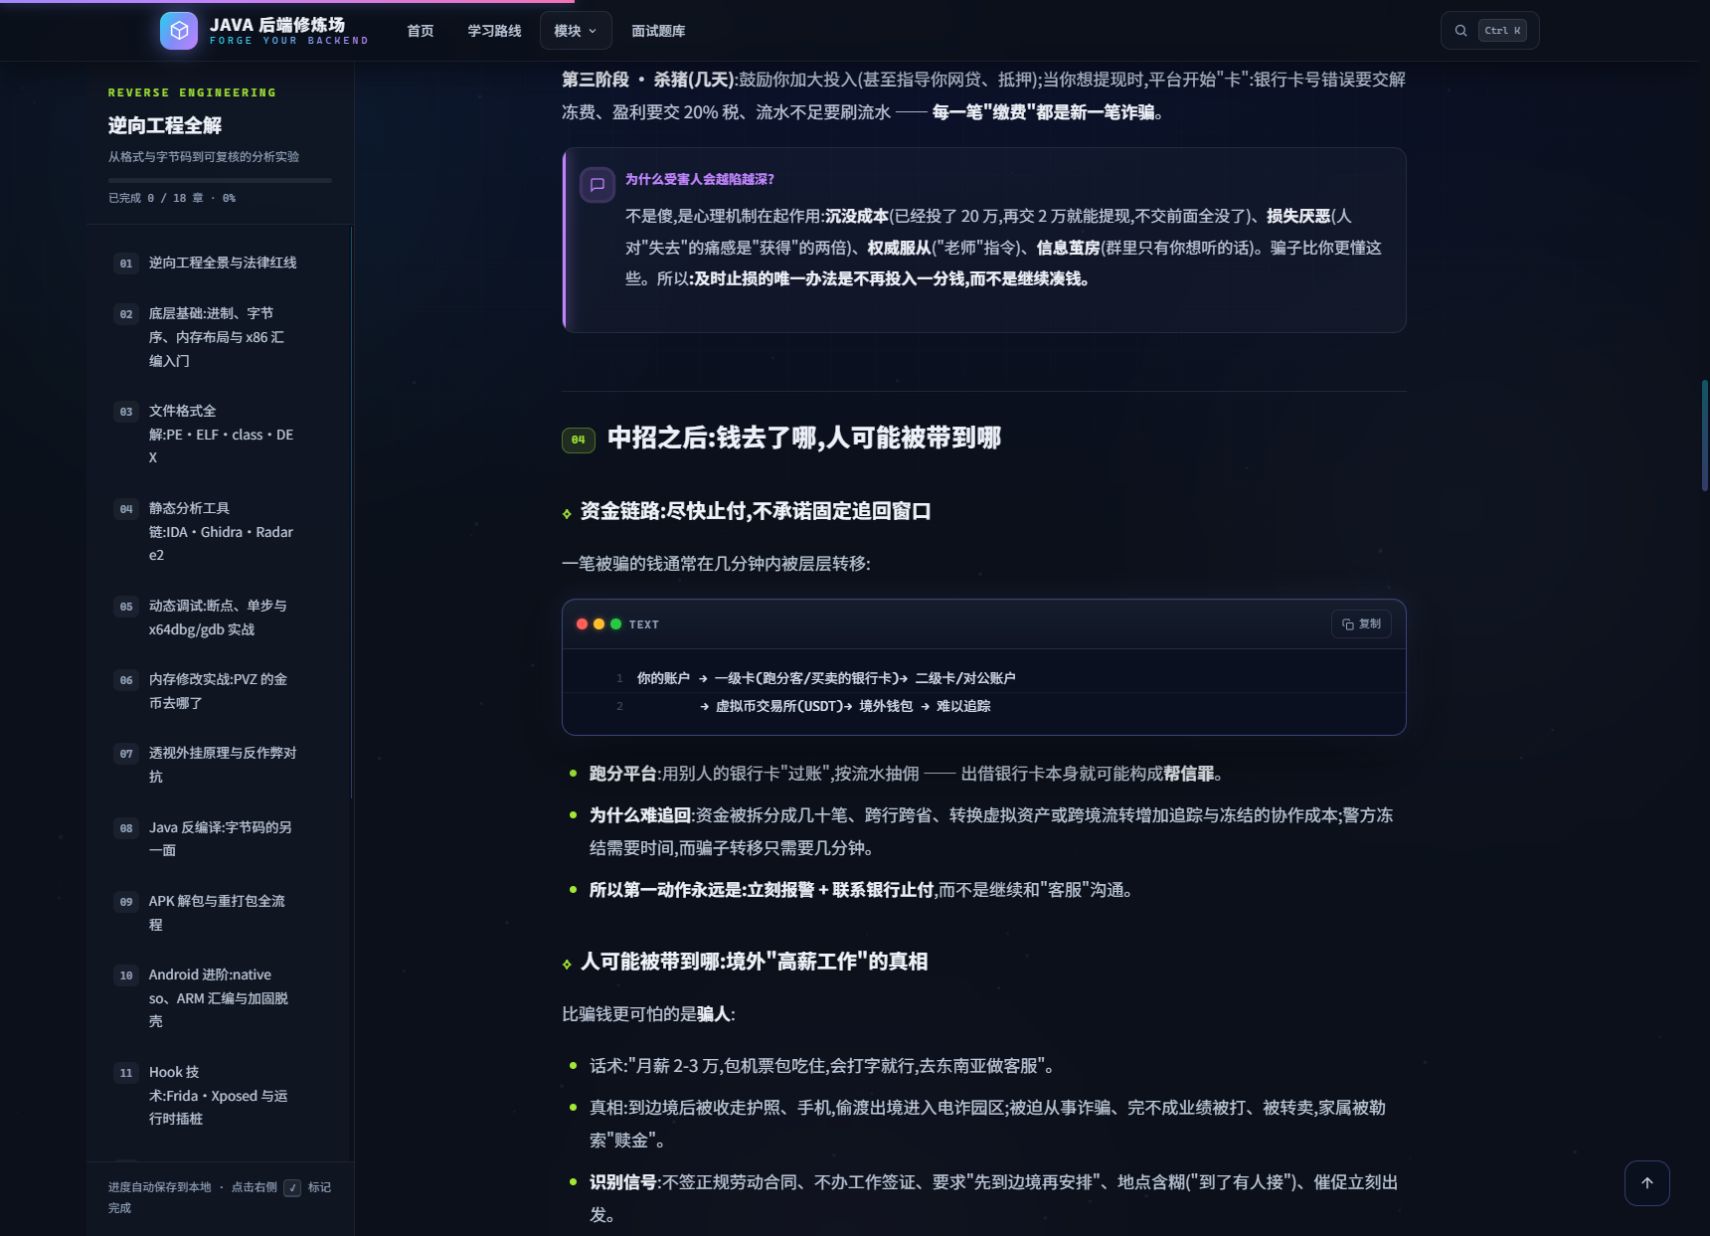 JAVA 后端修炼场
FORGE YOUR BACKEND
首页
学习路线
模块
面试题库
Ctrl K
REVERSE ENGINEERING
逆向工程全解
从格式与字节码到可复核的分析实验
已完成 0 / 18 章 · 0%
01 逆向工程全景与法律红线
02 底层基础:进制、字节
序、内存布局与 x86 汇
编入门
03 文件格式全
解:PE·ELF·class·DE
X
04 静态分析工具
链:IDA·Ghidra·Radar
e2
05 动态调试:断点、单步与
x64dbg/gdb 实战
06 内存修改实战:PVZ 的金
币去哪了
07 透视外挂原理与反作弊对
抗
08 Java 反编译:字节码的另
一面
09 APK 解包与重打包全流
程
10 Android 进阶:native
so、ARM 汇编与加固脱
壳
11 Hook 技
术:Frida·Xposed 与运
行时插桩
进度自动保存到本地 · 点击右侧 ✓ 标记
完成
第三阶段 · 杀猪(几天):鼓励你加大投入(甚至指导你网贷、抵押);当你想提现时,平台开始"卡":银行卡号错误要交解
冻费、盈利要交 20% 税、流水不足要刷流水 —— 每一笔"缴费"都是新一笔诈骗。
为什么受害人会越陷越深?
不是傻,是心理机制在起作用:沉没成本(已经投了 20 万,再交 2 万就能提现,不交前面全没了)、损失厌恶(人
对"失去"的痛感是"获得"的两倍)、权威服从("老师"指令)、信息茧房(群里只有你想听的话)。骗子比你更懂这
些。所以:及时止损的唯一办法是不再投入一分钱,而不是继续凑钱。
04 中招之后:钱去了哪,人可能被带到哪
资金链路:尽快止付,不承诺固定追回窗口
一笔被骗的钱通常在几分钟内被层层转移:
TEXT
复制
1 你的账户 → 一级卡(跑分客/买卖的银行卡)→ 二级卡/对公账户
2 → 虚拟币交易所(USDT)→ 境外钱包 → 难以追踪
跑分平台:用别人的银行卡"过账",按流水抽佣 —— 出借银行卡本身就可能构成帮信罪。
为什么难追回:资金被拆分成几十笔、跨行跨省、转换虚拟资产或跨境流转增加追踪与冻结的协作成本;警方冻
结需要时间,而骗子转移只需要几分钟。
所以第一动作永远是:立刻报警 + 联系银行止付,而不是继续和"客服"沟通。
人可能被带到哪:境外"高薪工作"的真相
比骗钱更可怕的是骗人:
话术:"月薪 2-3 万,包机票包吃住,会打字就行,去东南亚做客服"。
真相:到边境后被收走护照、手机,偷渡出境进入电诈园区;被迫从事诈骗、完不成业绩被打、被转卖,家属被勒
索"赎金"。
识别信号:不签正规劳动合同、不办工作签证、要求"先到边境再安排"、地点含糊("到了有人接")、催促立刻出
发。